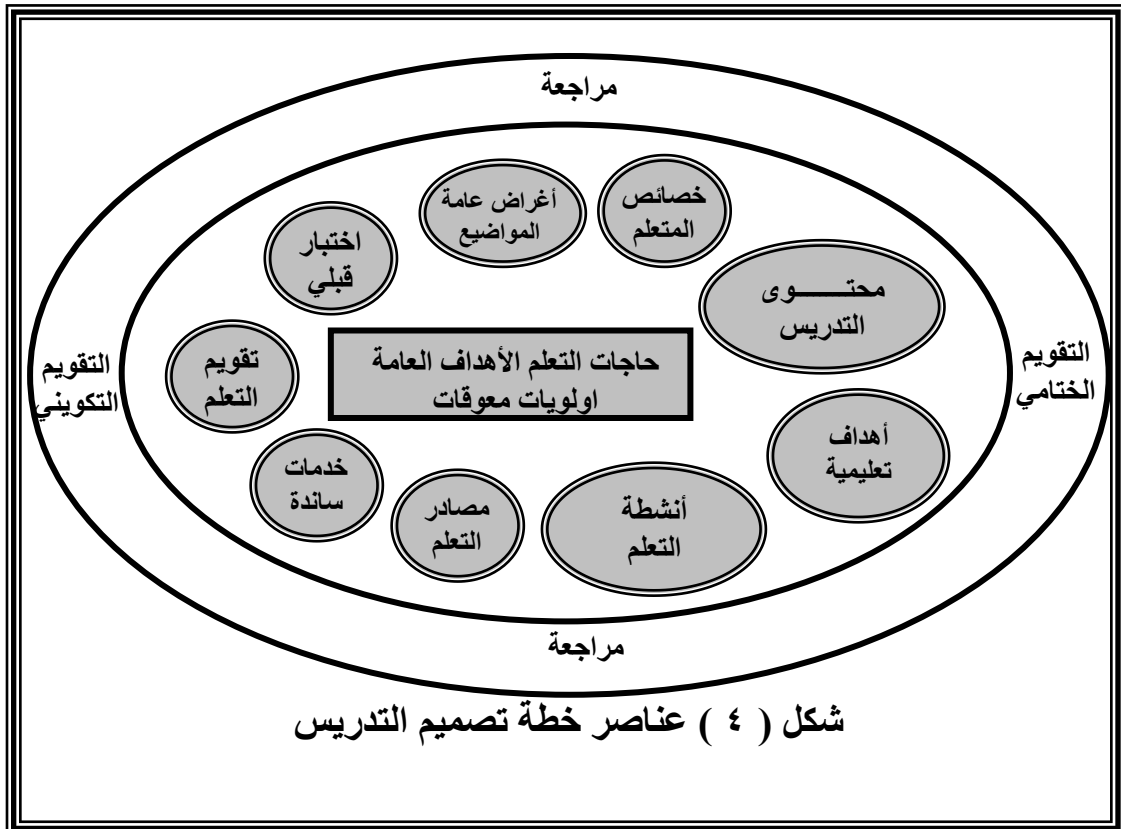 مراجعة
خصائص
المتعلم
أغراض عامة
المواضيع
اختبار
قبلي
محتــــــوى
التدريس
التقويم
الختامي
حاجات التعلم الأهداف العامة
اولويات معوقات
تقويم
التعلم
التقويم
التكويني
أهداف
تعليمية
أنشطة
التعلم
مصادر
التعلم
خدمات
ساندة
مراجعة
شكل ( ٤ ) عناصر خطة تصميم التدريس